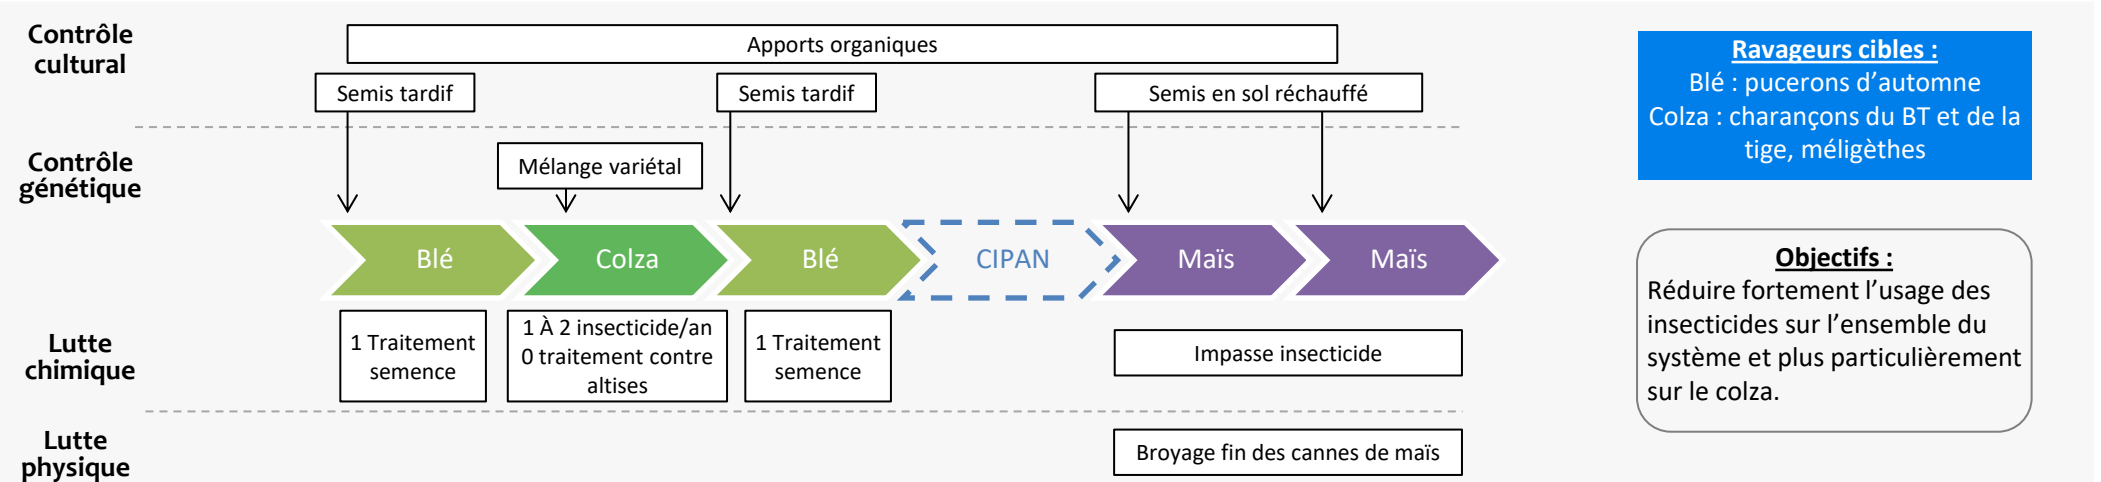 Contrôle
cultural
Apports organiques
Semis tardif
Semis tardif
Semis en sol réchauffé
Contrôle
génétique
Mélange variétal
Blé
Colza
Blé
CIPAN
Maïs
Maïs
Lutte
chimique
1 Traitement
semence
1 À 2 insecticide/an
0 traitement contre
altises
1 Traitement
semence
Impasse insecticide
Lutte
physique
Broyage fin des cannes de maïs
Ravageurs cibles :
Blé : pucerons d'automne
Colza : charançons du BT et de la
tige, méligèthes
Objectifs :
Réduire fortement l'usage des
insecticides sur l'ensemble du
système et plus particulièrement
sur le colza.